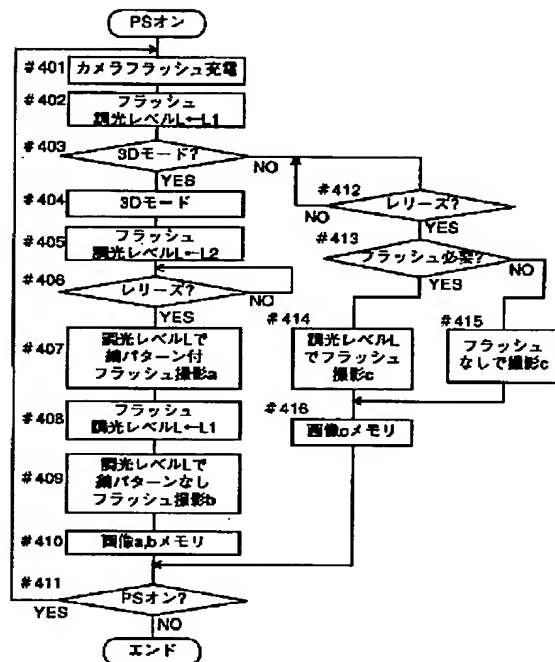 PSオン
#401 カメラフラッシュ充電
#402 フラッシュ
調光レベルL←L1
#403 3Dモード?
NO
YES
#404 3Dモード
#405 フラッシュ
調光レベルL←L2
#406 レリーズ?
NO
YES
#407 調光レベルLで
縞パターン付
フラッシュ撮影a
#408 フラッシュ
調光レベルL←L1
#409 調光レベルLで
縞パターンなし
フラッシュ撮影b
#410 画像a,bメモリ
#411 PSオン?
YES
NO
エンド
#412 レリーズ?
NO
YES
#413 フラッシュ必要?
NO
YES
#414 調光レベルL
でフラッシュ
撮影c
#415 フラッシュ
なしで撮影c
#416 画像cメモリ